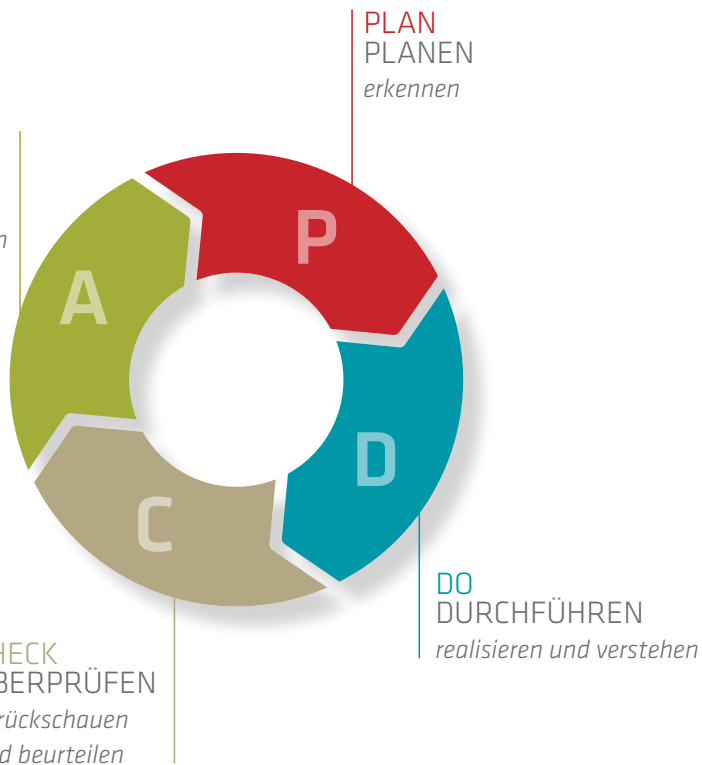 PLAN
PLANEN
erkennen
P
A
D
C
DO
DURCHFÜHREN
realisieren und verstehen
HECK
BERPRÜFEN
rückschauen
d beurteilen